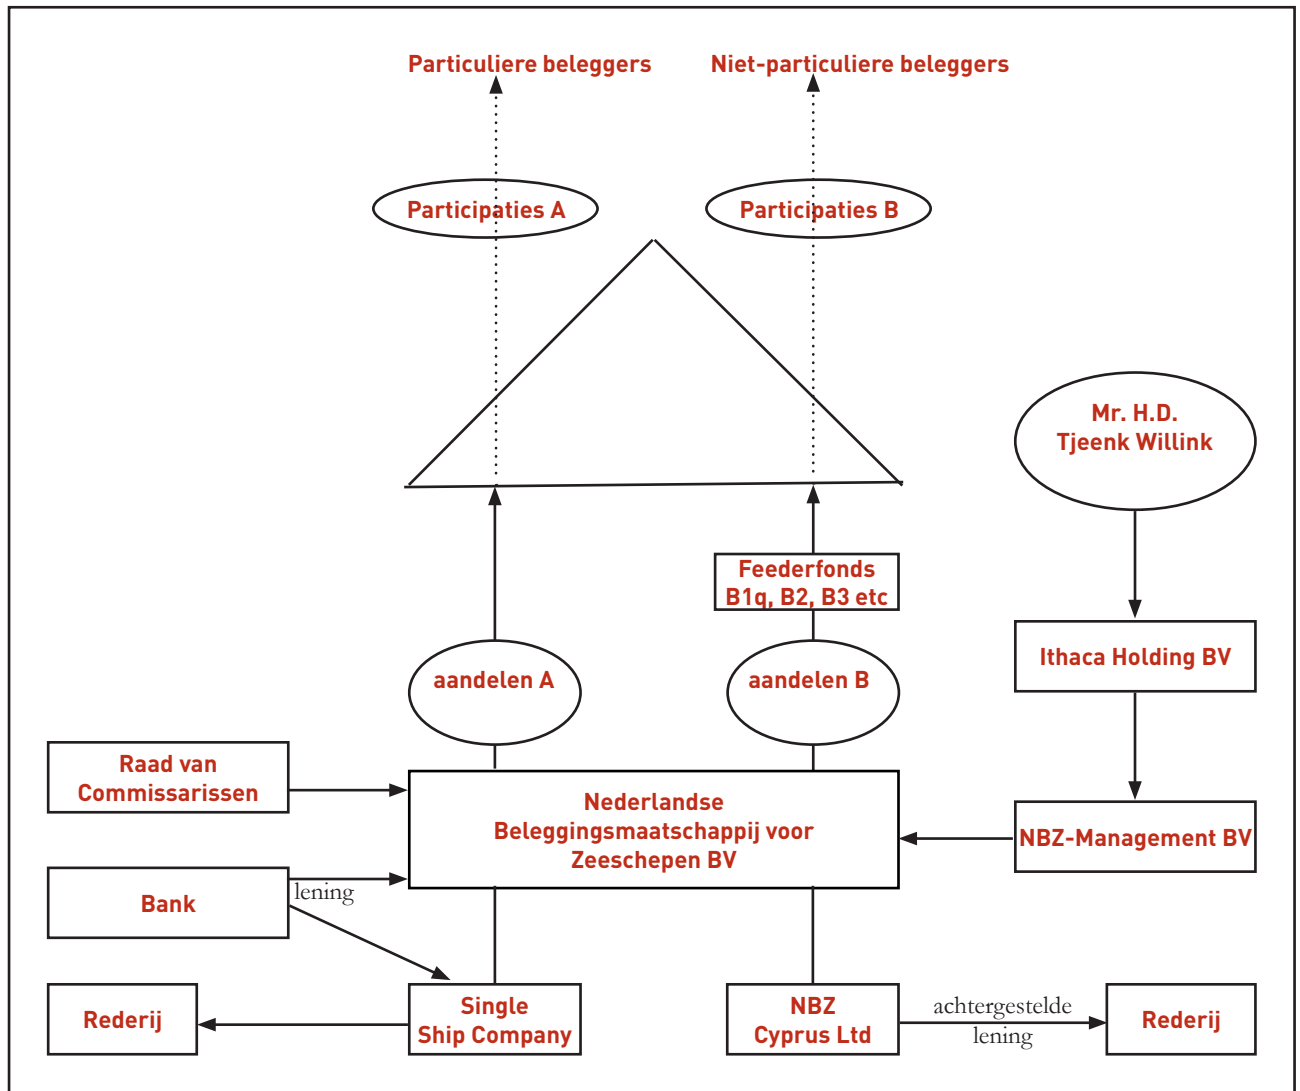 Particuliere beleggers
Niet-particuliere beleggers
Participaties A
Participaties B
Mr. H.D.
Tjeenk Willink
Feederfonds
B1q, B2, B3 etc
Ithaca Holding BV
aandelen A
aandelen B
Raad van
Commissarissen
Nederlandse
Beleggingsmaatschappij voor
Zeeschepen BV
NBZ-Management BV
Bank
lening
Rederij
Single
Ship Company
NBZ
Cyprus Ltd
achtergestelde
lening
Rederij